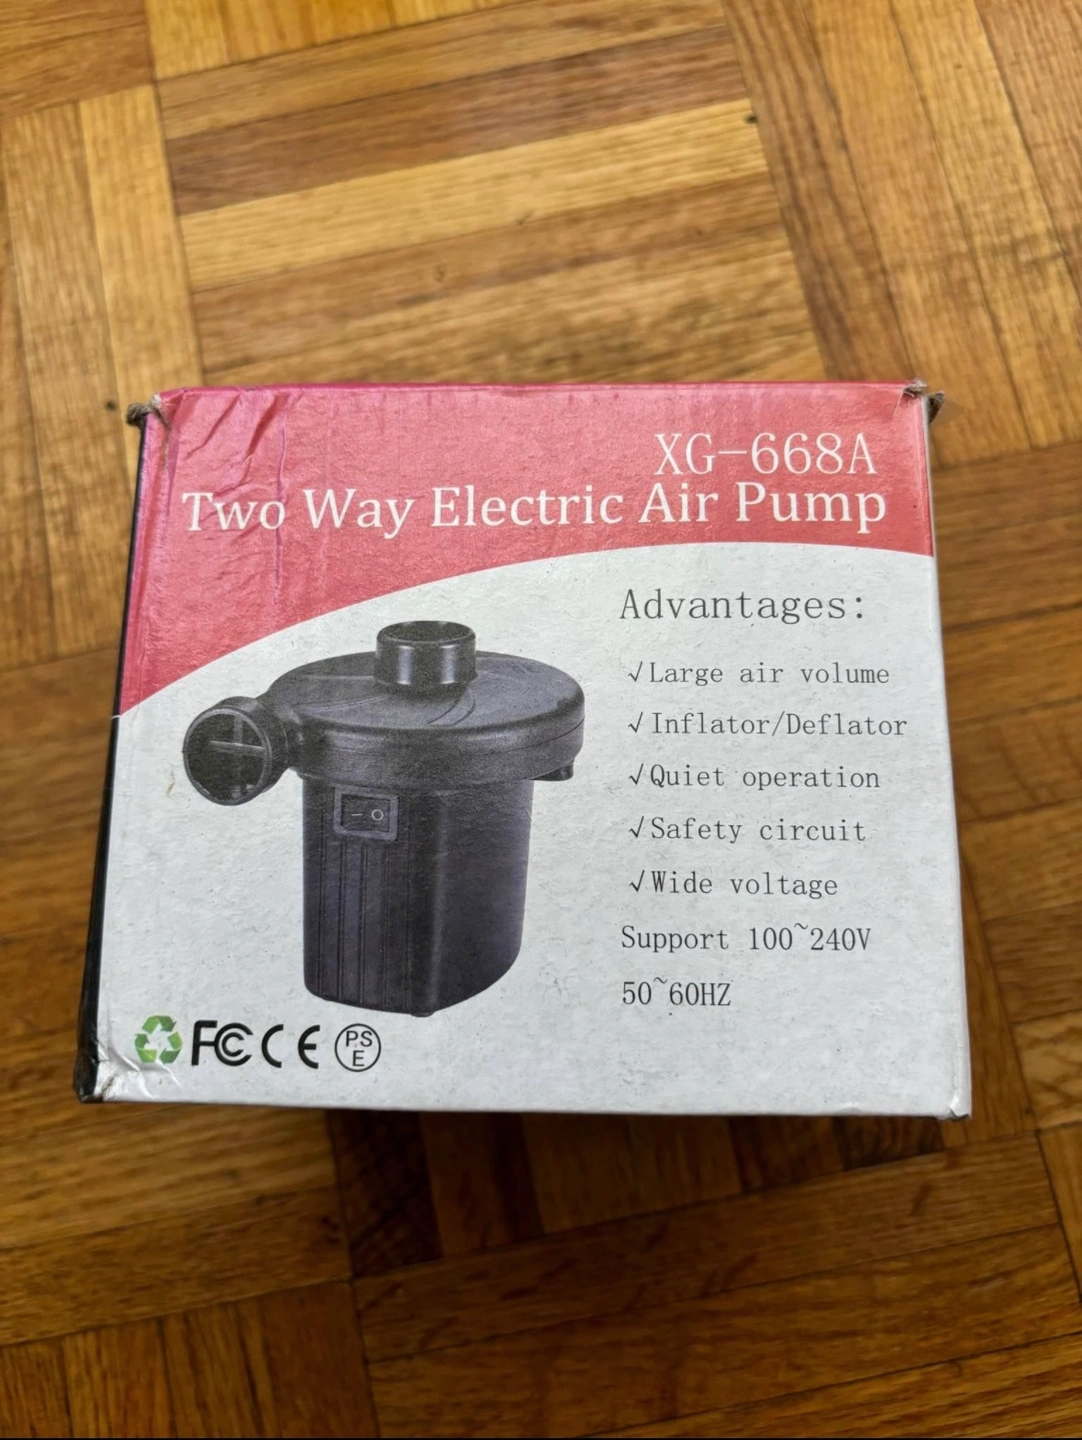 XG-668A
Two Way Electric Air Pump
Advantages:
√Large air volume
√Inflator/Deflator
√Quiet operation
√Safety circuit
√Wide voltage
Support 100~240V
50~60HZ
– O
FC CE PS
E